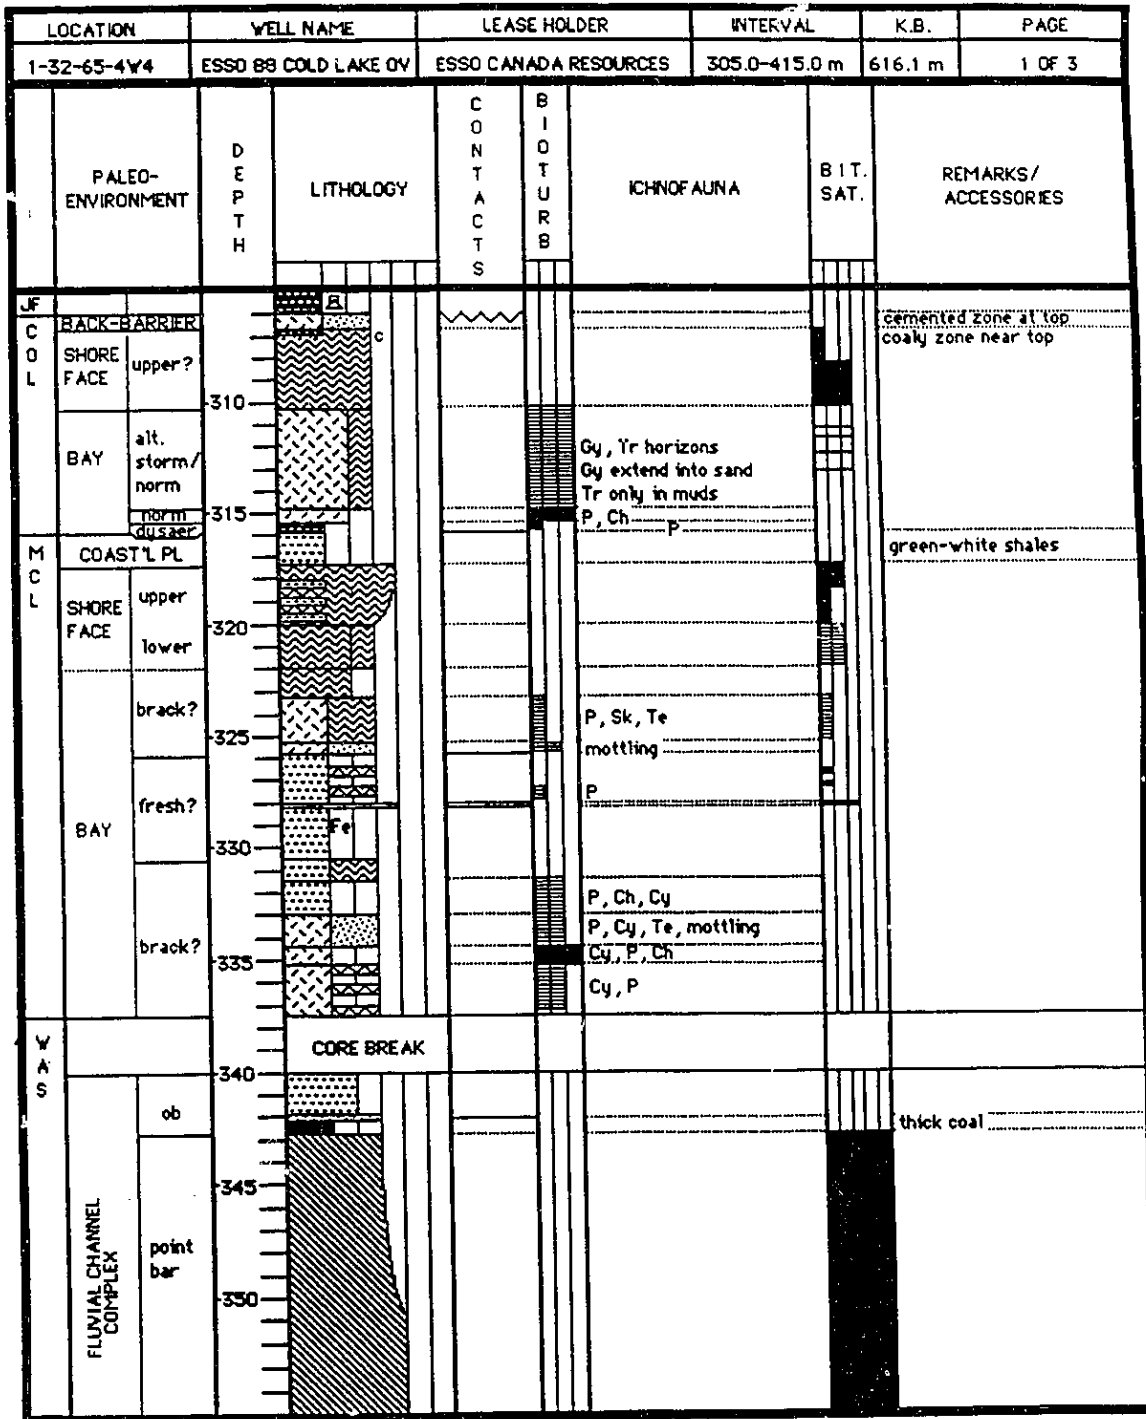 LOCATION WELL NAME LEASE HOLDER INTERVAL K.B. PAGE
1-32-65-4W4 ESSO 88 COLD LAKE OV ESSO CANADA RESOURCES 305.0-415.0 m 616.1 m 1 OF 3
PALEO-
ENVIRONMENT
DEPTH
LITHOLOGY
CONTACTS
BIOTURB
ICHNOFAUNA
BIT.
SAT.
REMARKS/
ACCESSORIES
JF
COL
BACK-BARRIER
cemented zone at top
SHORE
FACE
upper?
c
coaly zone near top
310
BAY
alt.
storm/
norm
Gy, Tr horizons
Gy extend into sand
Tr only in muds
norm
315
P, Ch
dysaer
P
MCL
COAST'L PL
green-white shales
SHORE
FACE
upper
320
lower
brack?
P, Sk, Te
325
mottling
BAY
fresh?
P
Fe
330
brack?
P, Ch, Cy
P, Cy, Te, mottling
Cy, P, Ch
335
Cy, P
WAS
CORE BREAK
340
ob
thick coal
345
FLUVIAL CHANNEL
COMPLEX
point
bar
350